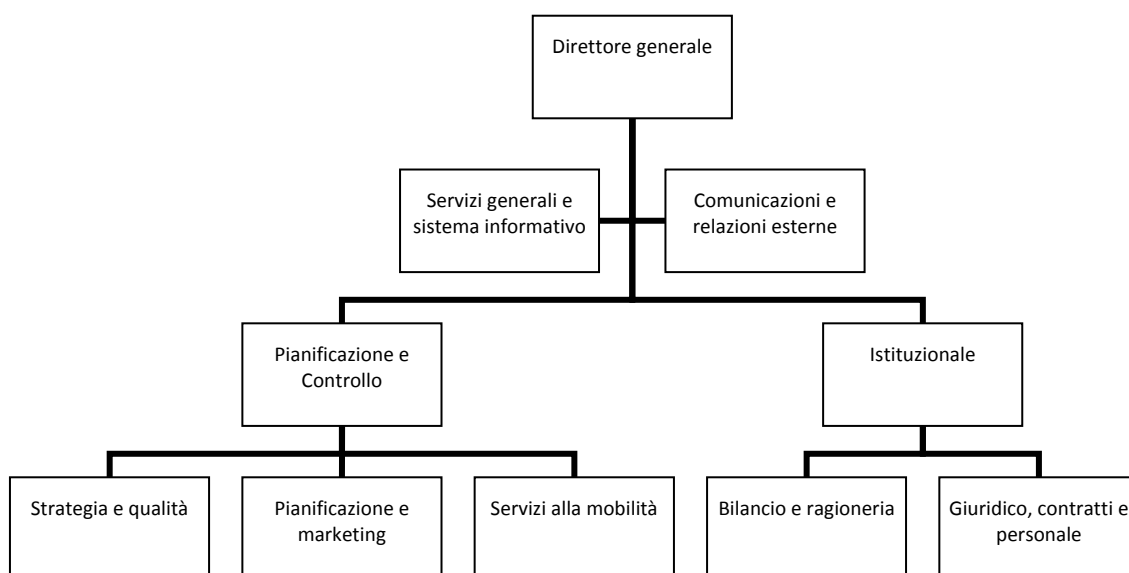 Direttore generale
Servizi generali e
sistema informativo
Comunicazioni e
relazioni esterne
Pianificazione e
Controllo
Istituzionale
Strategia e qualità
Pianificazione e
marketing
Servizi alla mobilità
Bilancio e ragioneria
Giuridico, contratti e
personale